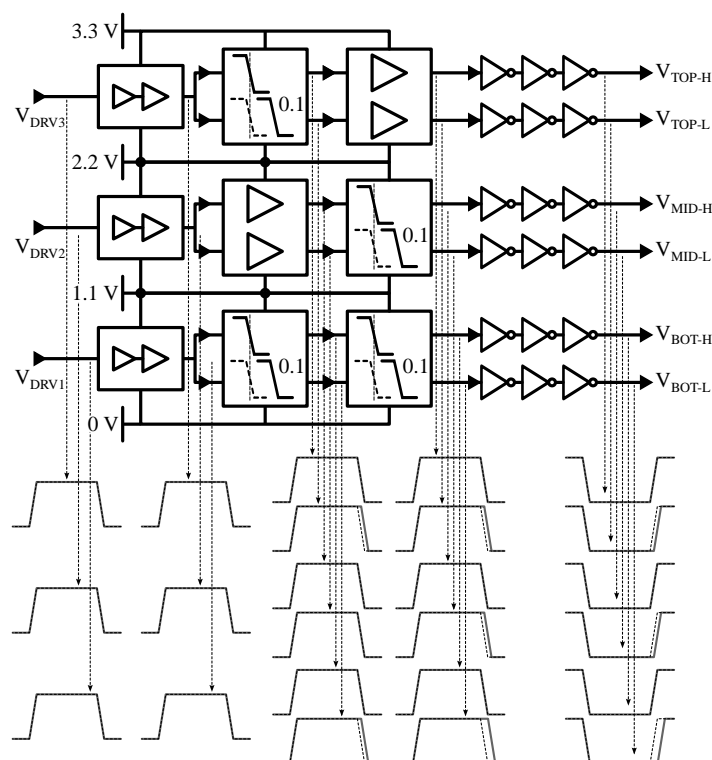 3.3 V
V_DRV3
0.1
V_TOP-H
V_TOP-L
2.2 V
V_DRV2
0.1
V_MID-H
V_MID-L
1.1 V
V_DRV1
0.1
0.1
V_BOT-H
V_BOT-L
0 V